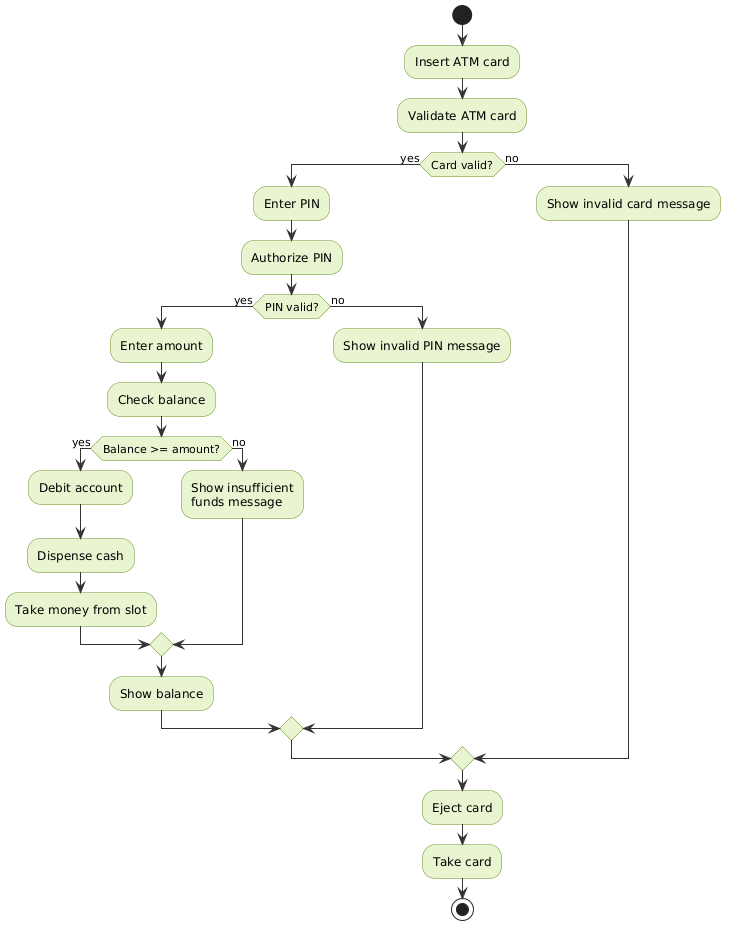 Insert ATM card
Validate ATM card
yes
Card valid?
no
Enter PIN
Show invalid card message
Authorize PIN
yes
PIN valid?
no
Enter amount
Show invalid PIN message
Check balance
yes
Balance >= amount?
no
Debit account
Show insufficient
funds message
Dispense cash
Take money from slot
Show balance
Eject card
Take card